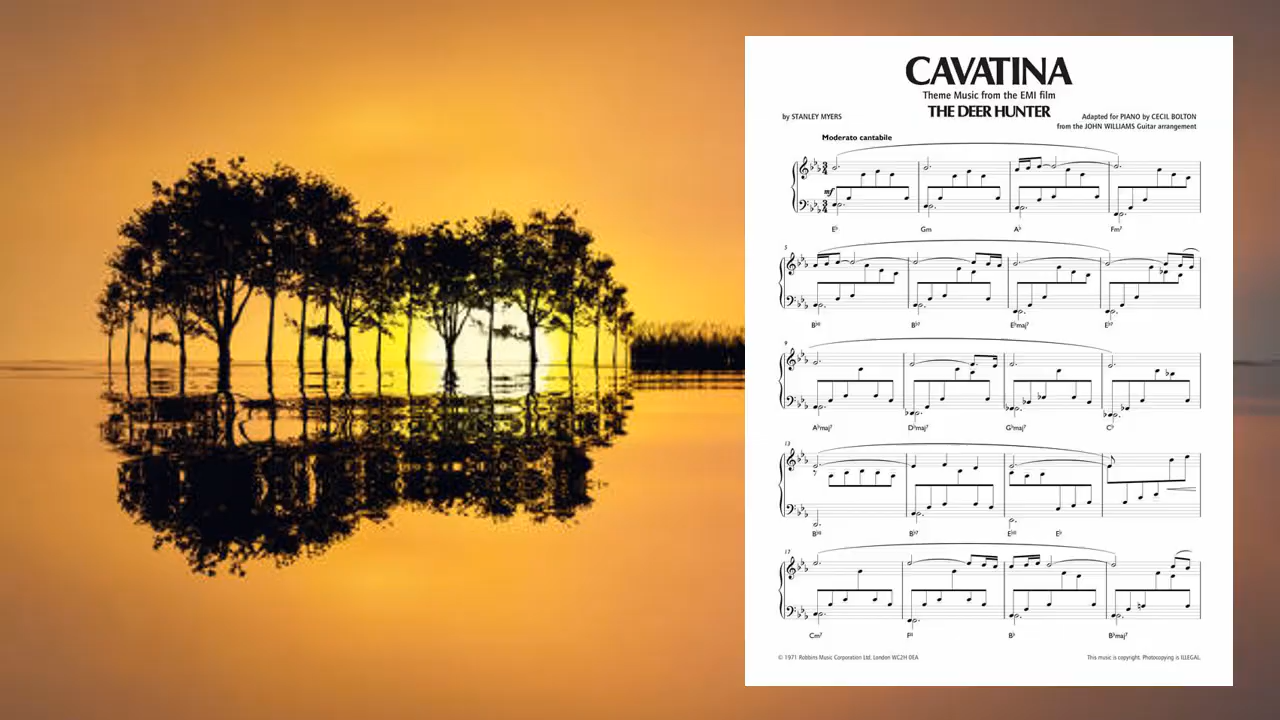 CAVATINA
Theme Music from the EMI film
THE DEER HUNTER
by STANLEY MYERS
Adapted for PIANO by CECIL BOLTON
from the JOHN WILLIAMS Guitar arrangement
Moderato cantabile
mf
E♭ Gm A♭ Fm7
5
B♭ B♭7 E♭maj7 E♭7
9
A♭maj7 D♭maj7 G♭maj7 C♭
13
B♭ B♭7 E♭ E♭
17
Cm7 B♭ B♭maj7
© 1971 Robbins Music Corporation Ltd, London WC2H 0EA
This music is copyright. Photocopying is ILLEGAL.